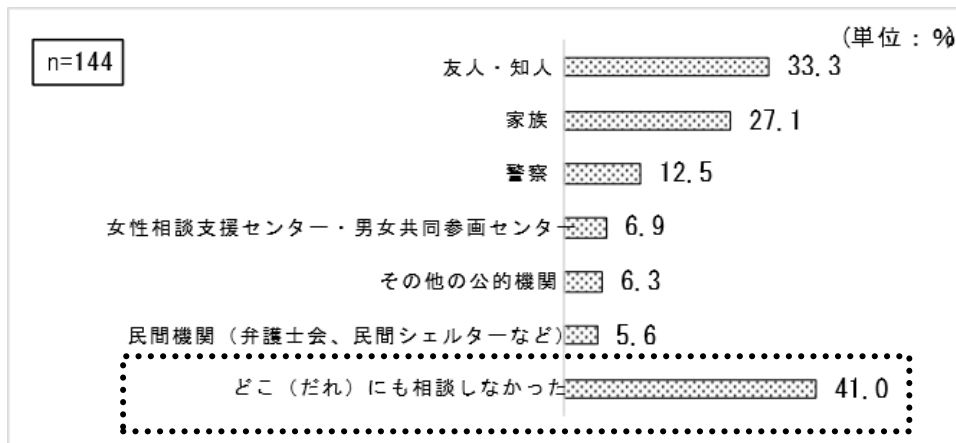 (単位：%)
n=144
友人・知人 33.3
家族 27.1
警察 12.5
女性相談支援センター・男女共同参画センター 6.9
その他の公的機関 6.3
民間機関（弁護士会、民間シェルターなど） 5.6
どこ（だれ）にも相談しなかった 41.0